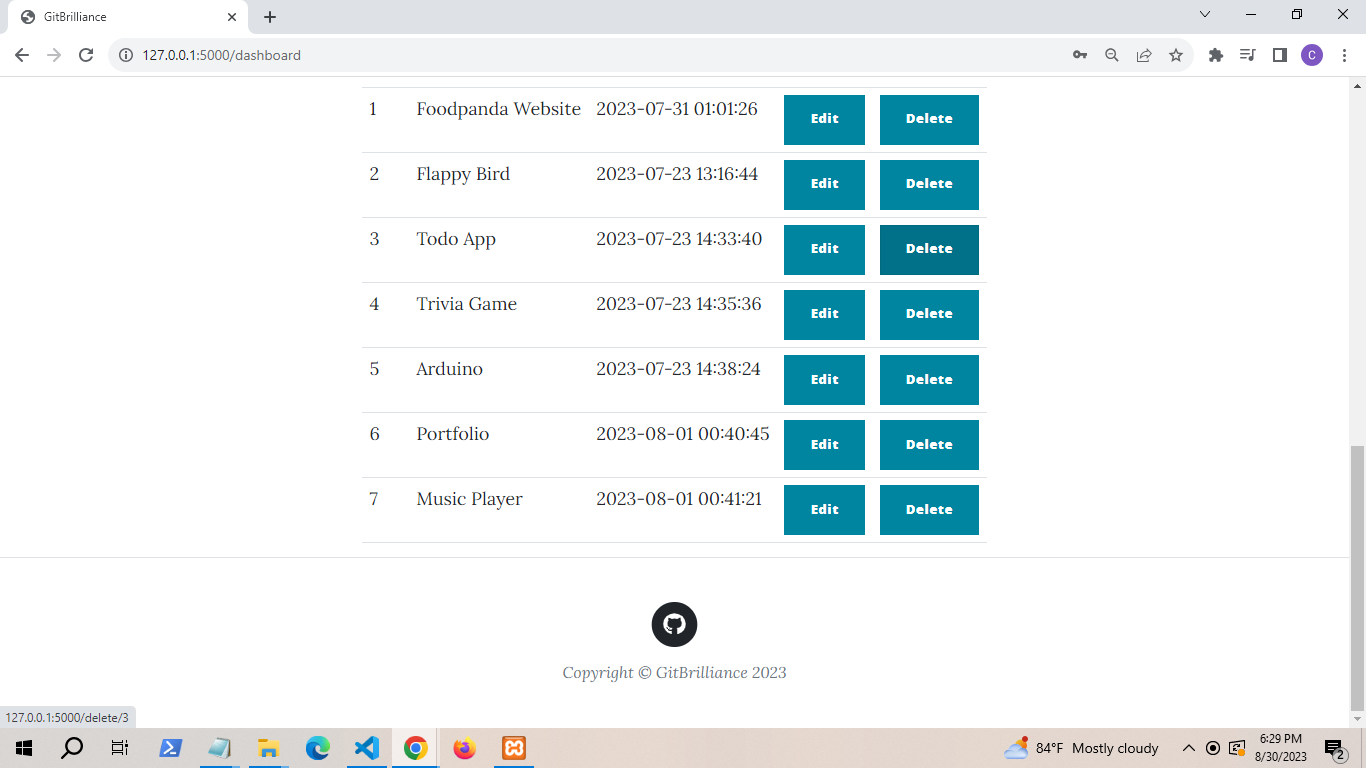 GitBrilliance
127.0.0.1:5000/dashboard
C
1 Foodpanda Website 2023-07-31 01:01:26 Edit Delete
2 Flappy Bird 2023-07-23 13:16:44 Edit Delete
3 Todo App 2023-07-23 14:33:40 Edit Delete
4 Trivia Game 2023-07-23 14:35:36 Edit Delete
5 Arduino 2023-07-23 14:38:24 Edit Delete
6 Portfolio 2023-08-01 00:40:45 Edit Delete
7 Music Player 2023-08-01 00:41:21 Edit Delete
Copyright © GitBrilliance 2023
127.0.0.1:5000/delete/3
84°F Mostly cloudy
6:29 PM
8/30/2023
2